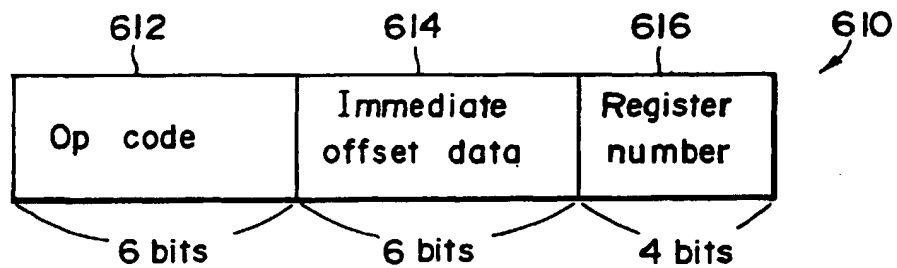 612 614 616 610
Op code
Immediate
offset data
Register
number
6 bits 6 bits 4 bits